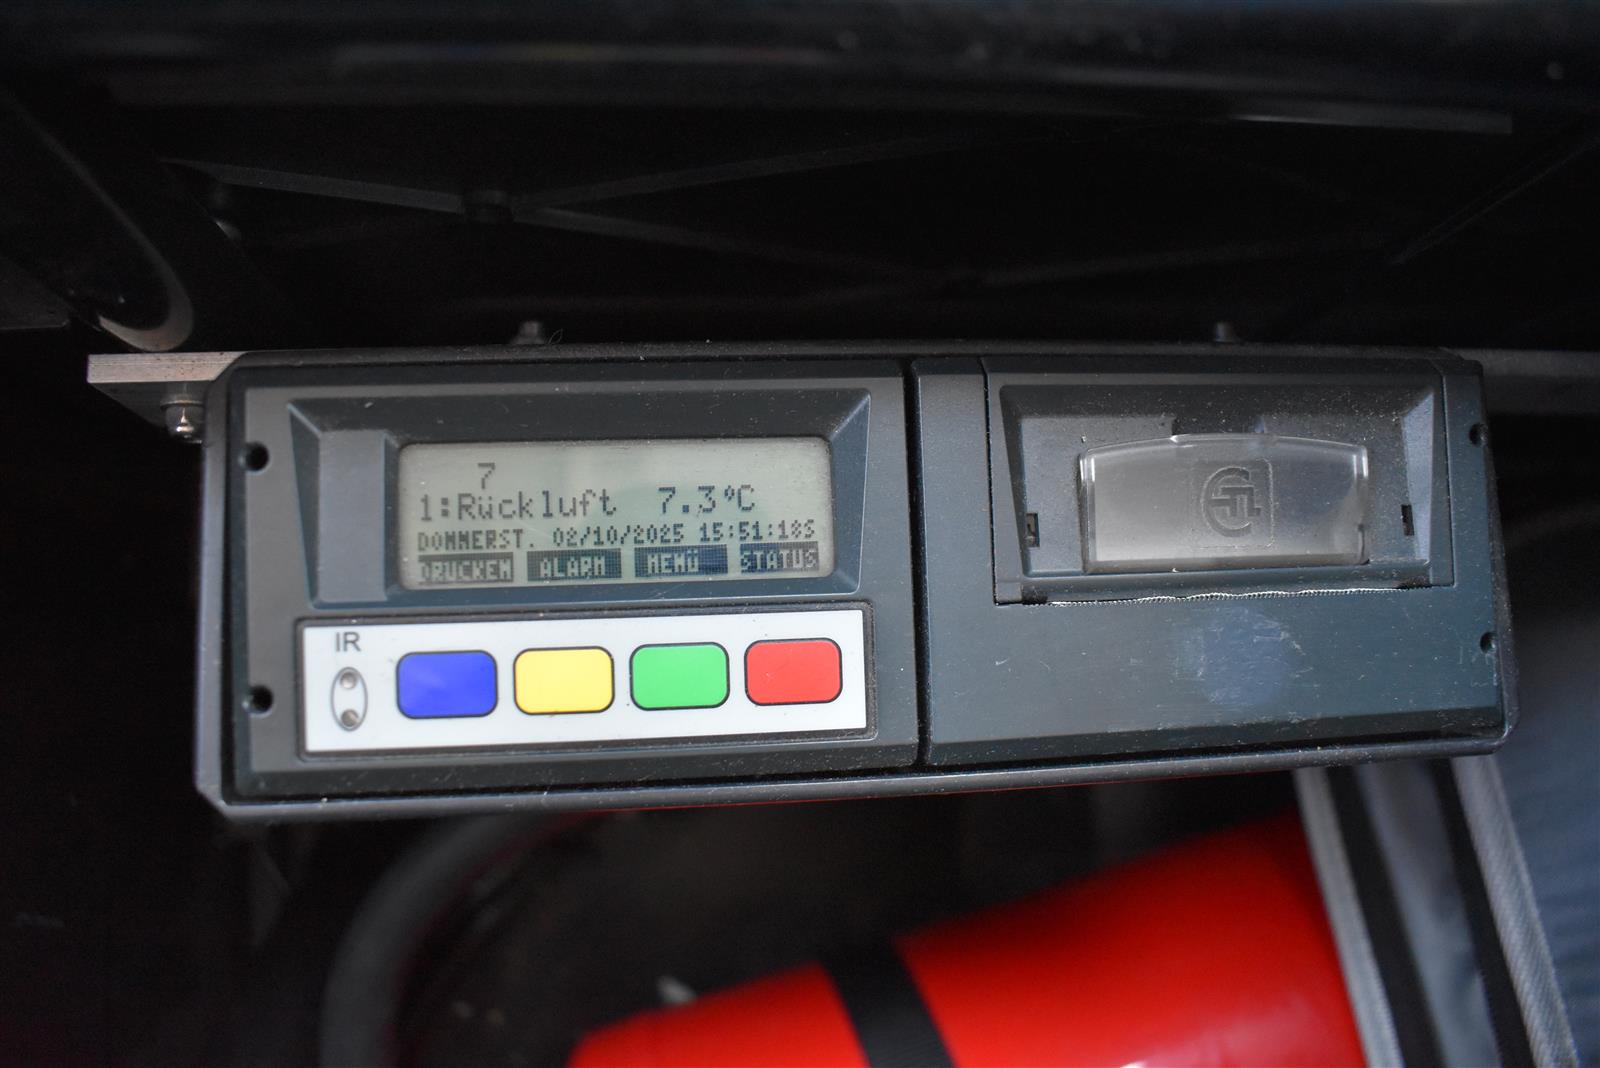 7
1:Rückluft 7.3°C
DONNERST. 02/10/2025 15:51:18S
DRUCKEN ALARM MENÜ STATUS
IR